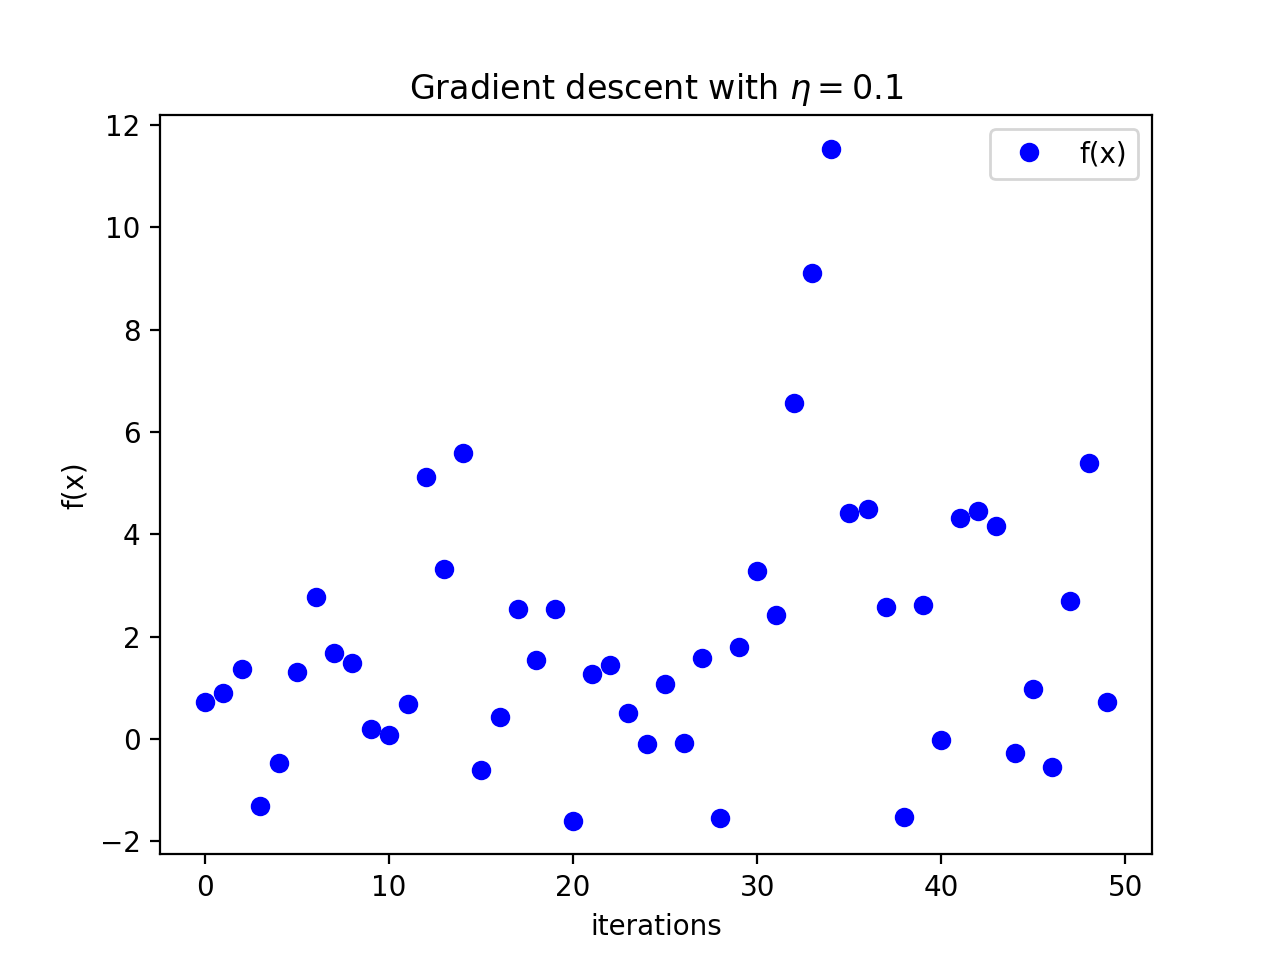 Gradient descent with η = 0.1
f(x)
12
10
8
6
4
2
0
−2
f(x)
0 10 20 30 40 50
iterations